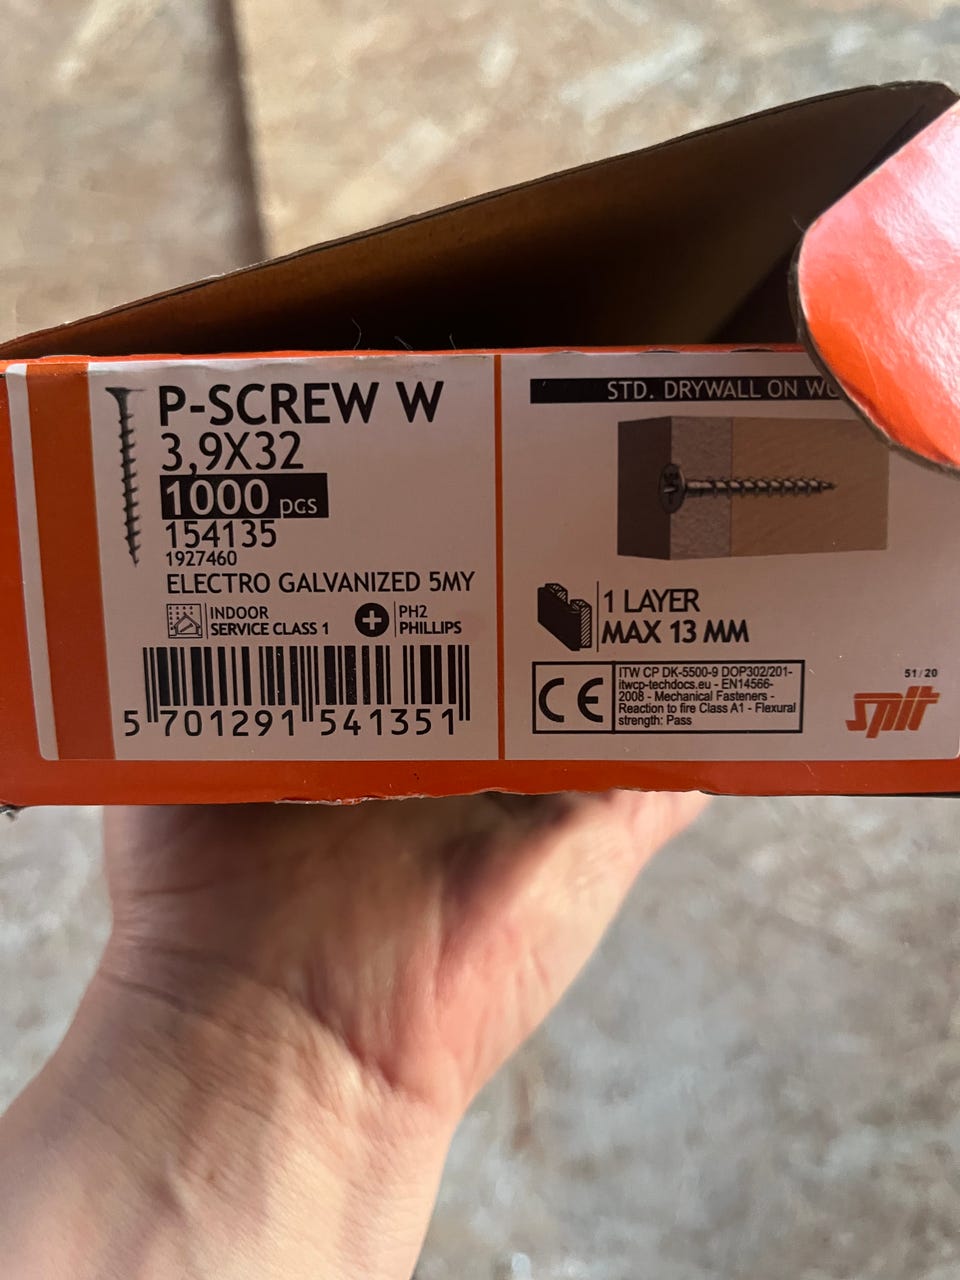 P-SCREW W
3,9X32
1000 pcs
154135
1927460
ELECTRO GALVANIZED 5MY
INDOOR
SERVICE CLASS 1
PH2
PHILLIPS
5 701291 541351
STD. DRYWALL ON
1 LAYER
MAX 13 MM
CE
ITW CP DK-5500-9 DOP302/201-
itwcp-techdocs.eu - EN14566-
2008 - Mechanical Fasteners -
Reaction to fire Class A1 - Flexural
strength: Pass
51/20
spit